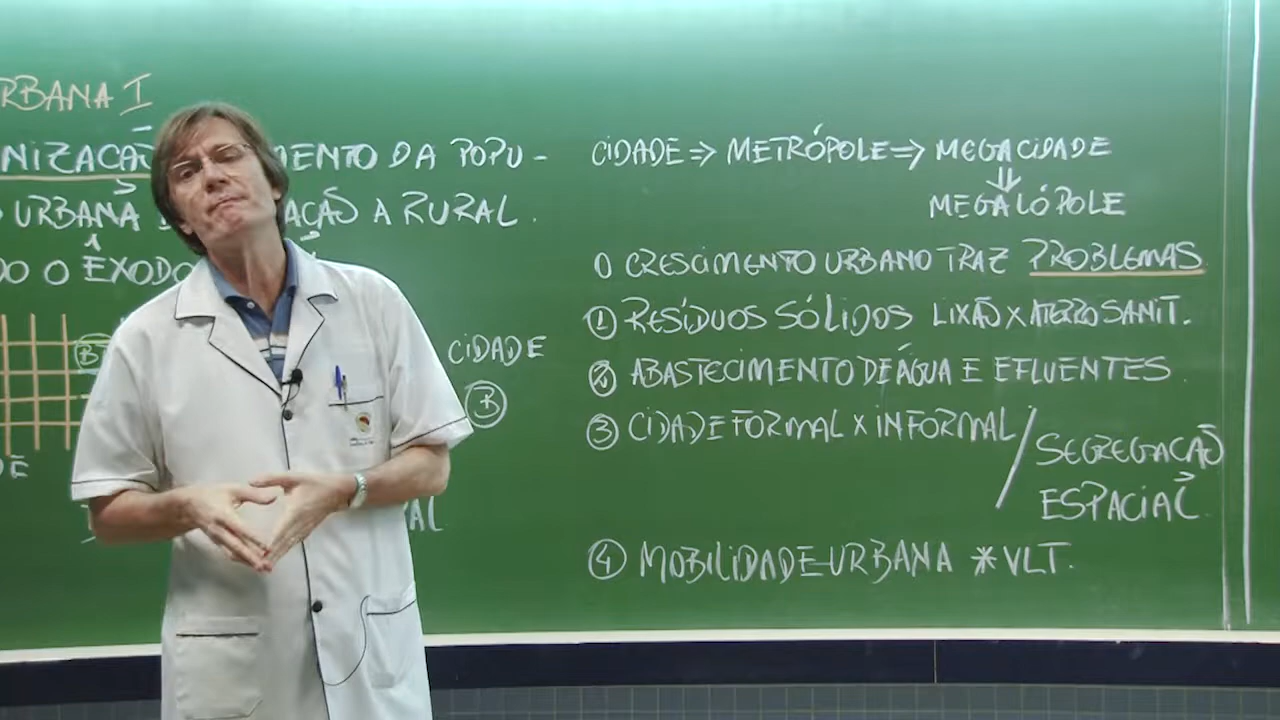 RBANA I
NIZAÇÃO MENTO DA POPU-
URBANA AÇÃO A RURAL.
DO O ÊXODO
B
CIDADE
B
CIDADE ⇒ METRÓPOLE ⇒ MEGACIDADE
⇓
MEGALÓPOLE
O CRESCIMENTO URBANO TRAZ PROBLEMAS
① RESÍDUOS SÓLIDOS LIXÃO X ATERRO SANIT.
② ABASTECIMENTO DE ÁGUA E EFLUENTES
③ CIDADE FORMAL X INFORMAL / SEGREGAÇÃO
ESPACIAL
④ MOBILIDADE URBANA * VLT.